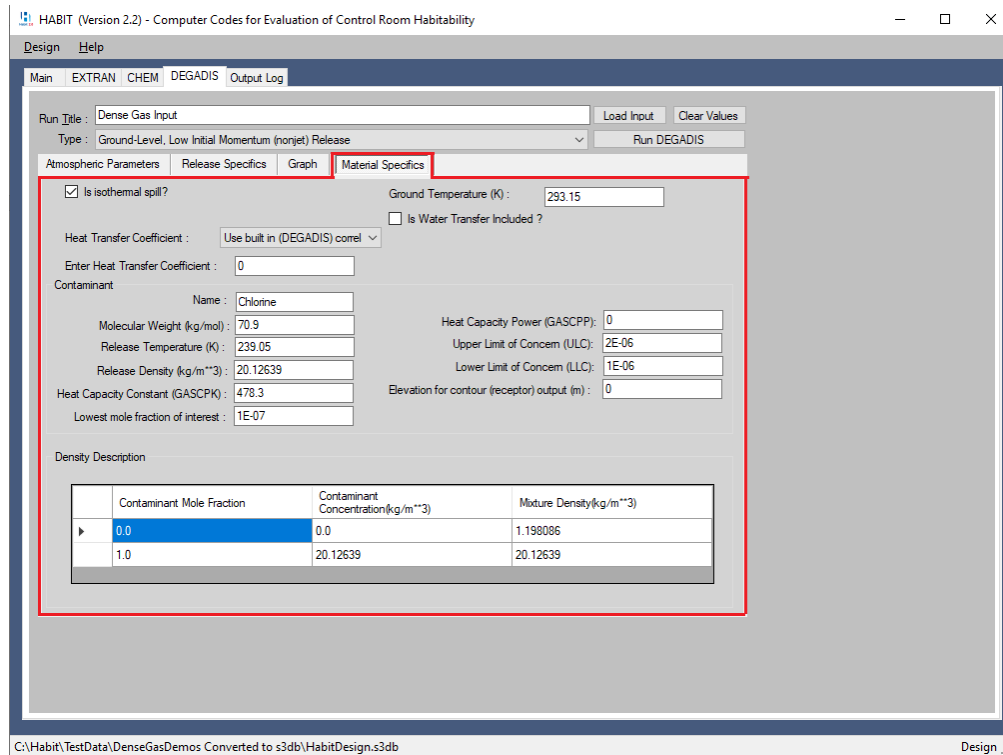 HABIT (Version 2.2) - Computer Codes for Evaluation of Control Room Habitability
Design Help
Main EXTRAN CHEM DEGADIS Output Log
Run Title : Dense Gas Input Load Input Clear Values
Type : Ground-Level, Low Initial Momentum (nonjet) Release Run DEGADIS
Atmospheric Parameters Release Specifics Graph Material Specifics
Is isothermal spill? Ground Temperature (K) : 293.15
Is Water Transfer Included ?
Heat Transfer Coefficient : Use built in (DEGADIS) correl
Enter Heat Transfer Coefficient : 0
Contaminant
Name : Chlorine
Molecular Weight (kg/mol) : 70.9 Heat Capacity Power (GASCPP): 0
Release Temperature (K) : 239.05 Upper Limit of Concern (ULC): 2E-06
Release Density (kg/m**3) : 20.12639 Lower Limit of Concern (LLC): 1E-06
Heat Capacity Constant (GASCPK) : 478.3 Elevation for contour (receptor) output (m) : 0
Lowest mole fraction of interest : 1E-07
Density Description
Contaminant Mole Fraction Contaminant Concentration(kg/m**3) Mixture Density(kg/m**3)
0.0 0.0 1.198086
1.0 20.12639 20.12639
C:\Habit\TestData\DenseGasDemos Converted to s3db\HabitDesign.s3db Design